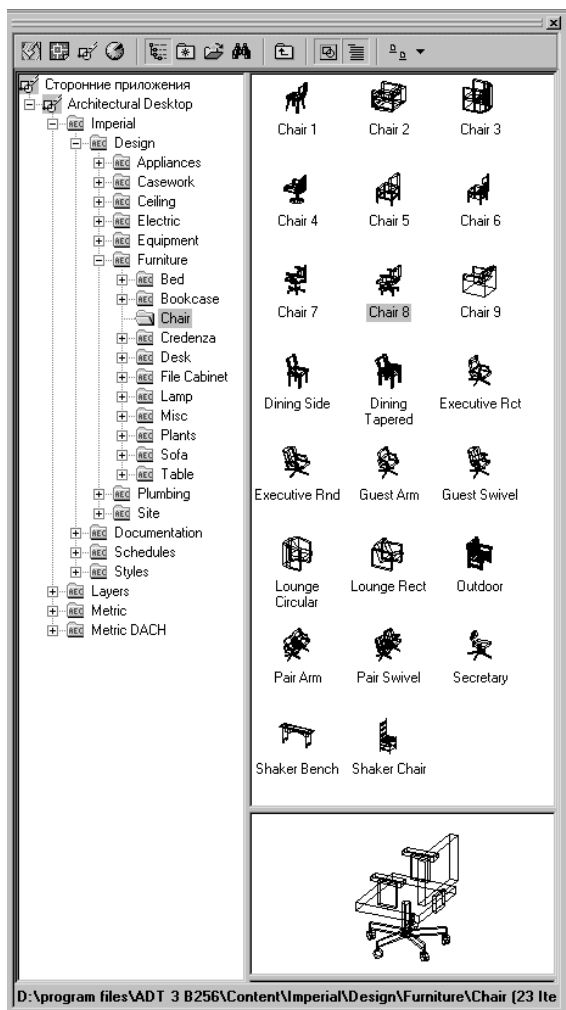 Сторонние приложения
Architectural Desktop
Imperial
Design
Appliances
Casework
Ceiling
Electric
Equipment
Furniture
Bed
Bookcase
Chair
Credenza
Desk
File Cabinet
Lamp
Misc
Plants
Sofa
Table
Plumbing
Site
Documentation
Schedules
Styles
Layers
Metric
Metric DACH
Chair 1 Chair 2 Chair 3
Chair 4 Chair 5 Chair 6
Chair 7 Chair 8 Chair 9
Dining Side Dining Tapered Executive Rct
Executive Rnd Guest Arm Guest Swivel
Lounge Circular Lounge Rect Outdoor
Pair Arm Pair Swivel Secretary
Shaker Bench Shaker Chair
D:\program files\ADT 3 B256\Content\Imperial\Design\Furniture\Chair (23 Ite